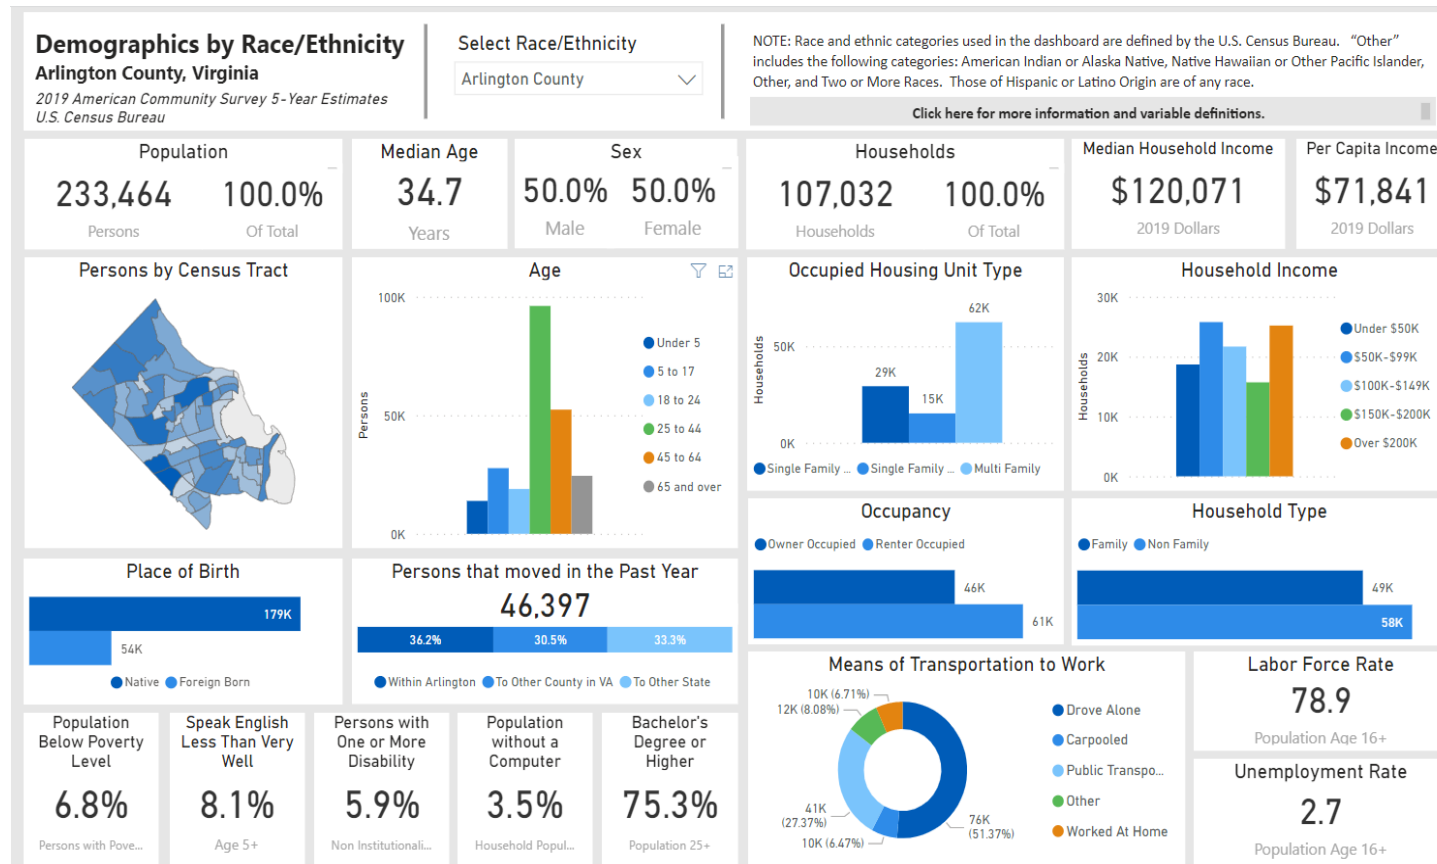 Demographics by Race/Ethnicity
Arlington County, Virginia
2019 American Community Survey 5-Year Estimates
U.S. Census Bureau
Select Race/Ethnicity
Arlington County
NOTE: Race and ethnic categories used in the dashboard are defined by the U.S. Census Bureau. “Other”
includes the following categories: American Indian or Alaska Native, Native Hawaiian or Other Pacific Islander,
Other, and Two or More Races. Those of Hispanic or Latino Origin are of any race.
Click here for more information and variable definitions.
Population
233,464 100.0%
Persons Of Total
Median Age
34.7
Years
Sex
50.0% 50.0%
Male Female
Households
107,032 100.0%
Households Of Total
Median Household Income
$120,071
2019 Dollars
Per Capita Income
$71,841
2019 Dollars
Persons by Census Tract
Age
100K
50K
0K
Persons
Under 5
5 to 17
18 to 24
25 to 44
45 to 64
65 and over
Occupied Housing Unit Type
Households
50K
0K
29K
15K
62K
Single Family ... Single Family ... Multi Family
Household Income
Households
30K
20K
10K
0K
Under $50K
$50K-$99K
$100K-$149K
$150K-$200K
Over $200K
Occupancy
Owner Occupied Renter Occupied
46K
61K
Household Type
Family Non Family
49K
58K
Place of Birth
179K
54K
Native Foreign Born
Persons that moved in the Past Year
46,397
36.2% 30.5% 33.3%
Within Arlington To Other County in VA To Other State
Means of Transportation to Work
10K (6.71%)
12K (8.08%)
41K
(27.37%)
10K (6.47%)
76K
(51.37%)
Drove Alone
Carpooled
Public Transpo...
Other
Worked At Home
Labor Force Rate
78.9
Population Age 16+
Unemployment Rate
2.7
Population Age 16+
Population
Below Poverty
Level
6.8%
Persons with Pove...
Speak English
Less Than Very
Well
8.1%
Age 5+
Persons with
One or More
Disability
5.9%
Non Institutionali...
Population
without a
Computer
3.5%
Household Popul...
Bachelor's
Degree or
Higher
75.3%
Population 25+